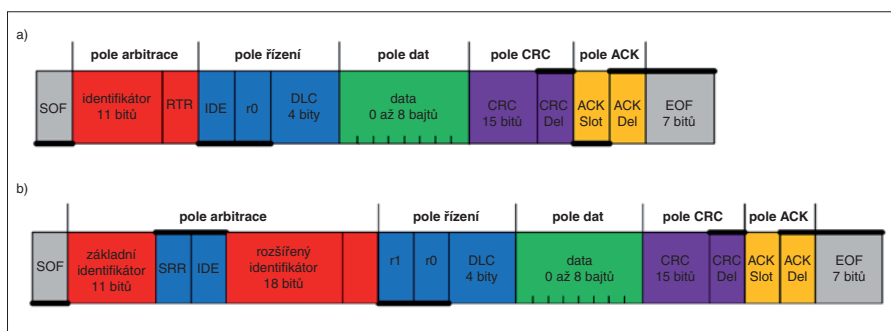 a)
pole arbitrace pole řízení pole dat pole CRC pole ACK
SOF identifikátor 11 bitů RTR IDE r0 DLC 4 bity data 0 až 8 bajtů CRC 15 bitů CRC Del ACK Slot ACK Del EOF 7 bitů
b)
pole arbitrace pole řízení pole dat pole CRC pole ACK
SOF základní identifikátor 11 bitů SRR IDE rozšířený identifikátor 18 bitů r1 r0 DLC 4 bity data 0 až 8 bajtů CRC 15 bitů CRC Del ACK Slot ACK Del EOF 7 bitů